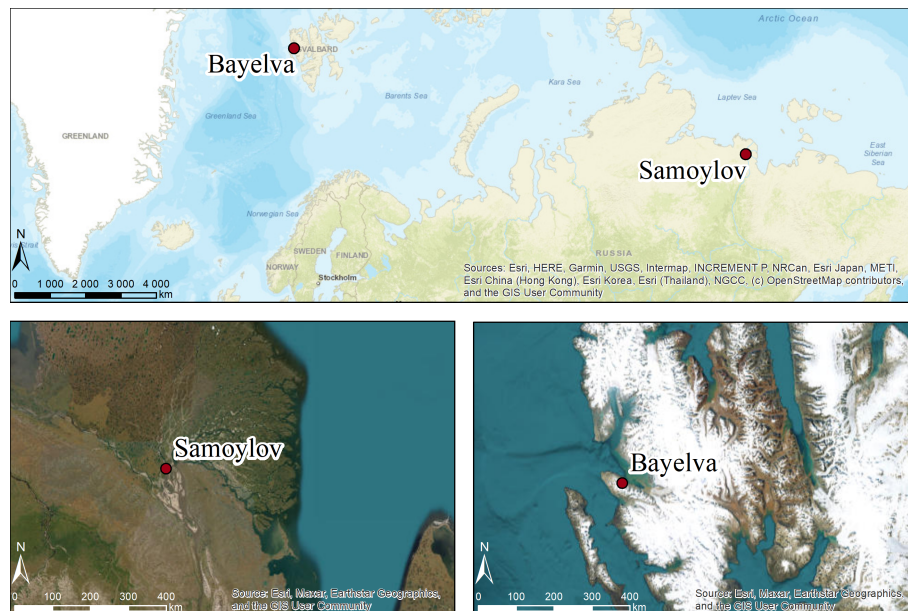 Arctic Ocean
SVALBARD
Bayelva
Kara Sea
Barents Sea
Laptev Sea
Greenland Sea
GREENLAND
East
Siberian
Sea
Samoylov
Norwegian Sea
SWEDEN
FINLAND
NORWAY
RUSSIA
Stockholm
Strait
N
0 1 000 2 000 3 000 4 000
km
Sources: Esri, HERE, Garmin, USGS, Intermap, INCREMENT P, NRCan, Esri Japan, METI,
Esri China (Hong Kong), Esri Korea, Esri (Thailand), NGCC, (c) OpenStreetMap contributors,
and the GIS User Community
Samoylov
N
0 100 200 300 400
km
Source: Esri, Maxar, Earthstar Geographics,
and the GIS User Community
Bayelva
N
0 100 200 300 400
km
Source: Esri, Maxar, Earthstar Geographics,
and the GIS User Community